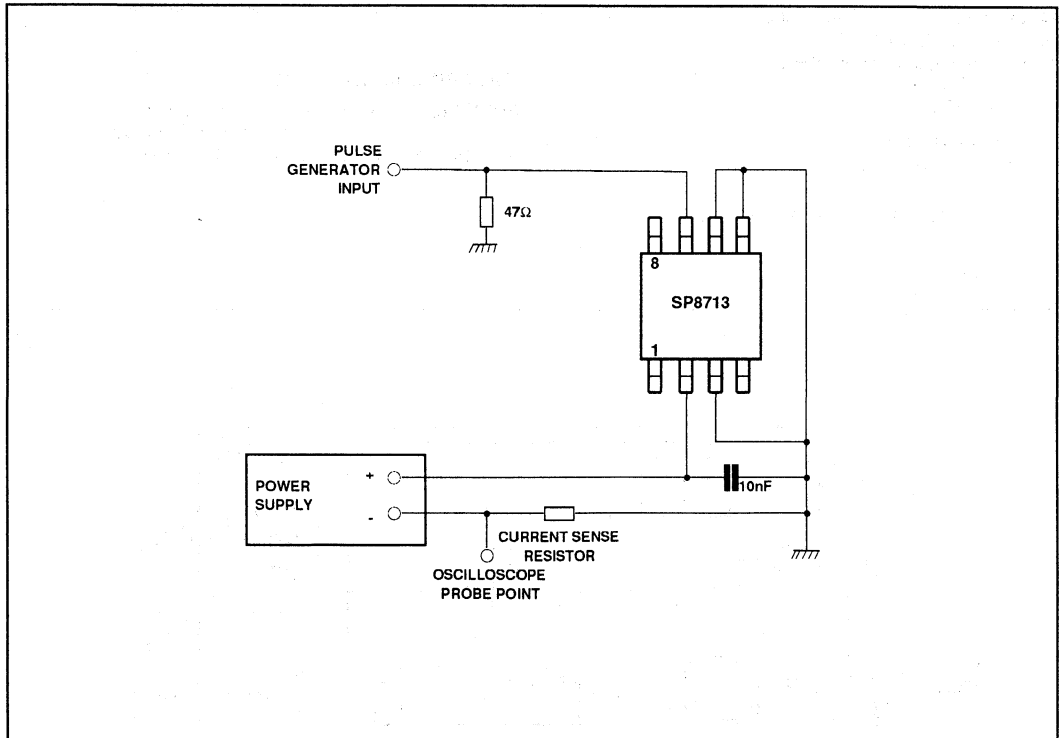 PULSE
GENERATOR
INPUT
47Ω
8
SP8713
1
POWER
SUPPLY
+
-
10nF
CURRENT SENSE
RESISTOR
OSCILLOSCOPE
PROBE POINT